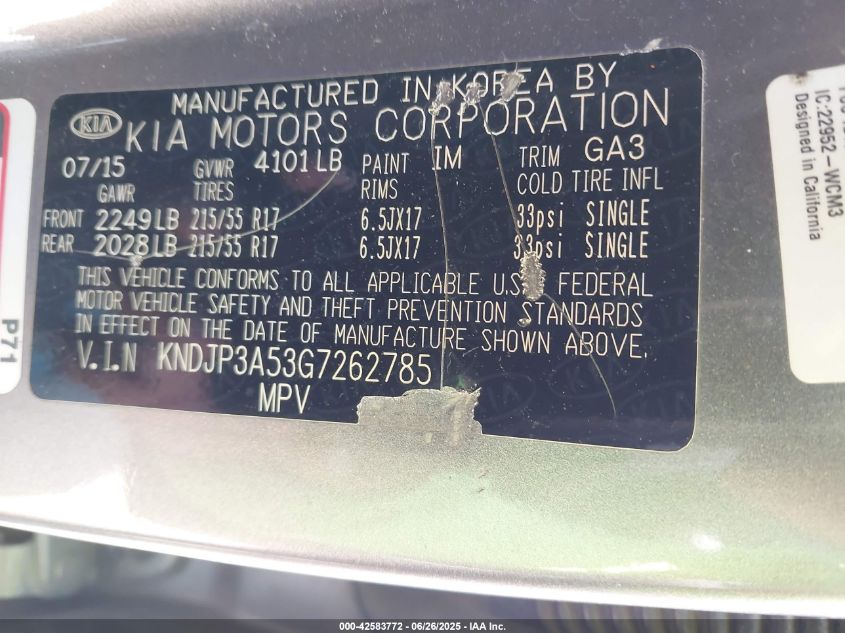 MANUFACTURED IN KOREA BY
KIA KIA MOTORS CORPORATION
07/15 GVWR 4101 LB PAINT IM TRIM GA3
GAWR TIRES RIMS COLD TIRE INFL
FRONT 2249 LB 215/55 R17 6.5JX17 33psi SINGLE
REAR 2028 LB 215/55 R17 6.5JX17 33psi SINGLE
THIS VEHICLE CONFORMS TO ALL APPLICABLE U.S. FEDERAL
MOTOR VEHICLE SAFETY AND THEFT PREVENTION STANDARDS
IN EFFECT ON THE DATE OF MANUFACTURE SHOWN ABOVE.
V.I.N KNDJP3A53G7262785
MPV
P71
IC:22952-WCM3
Designed in California
000-42583772 - 06/26/2025 - IAA Inc.